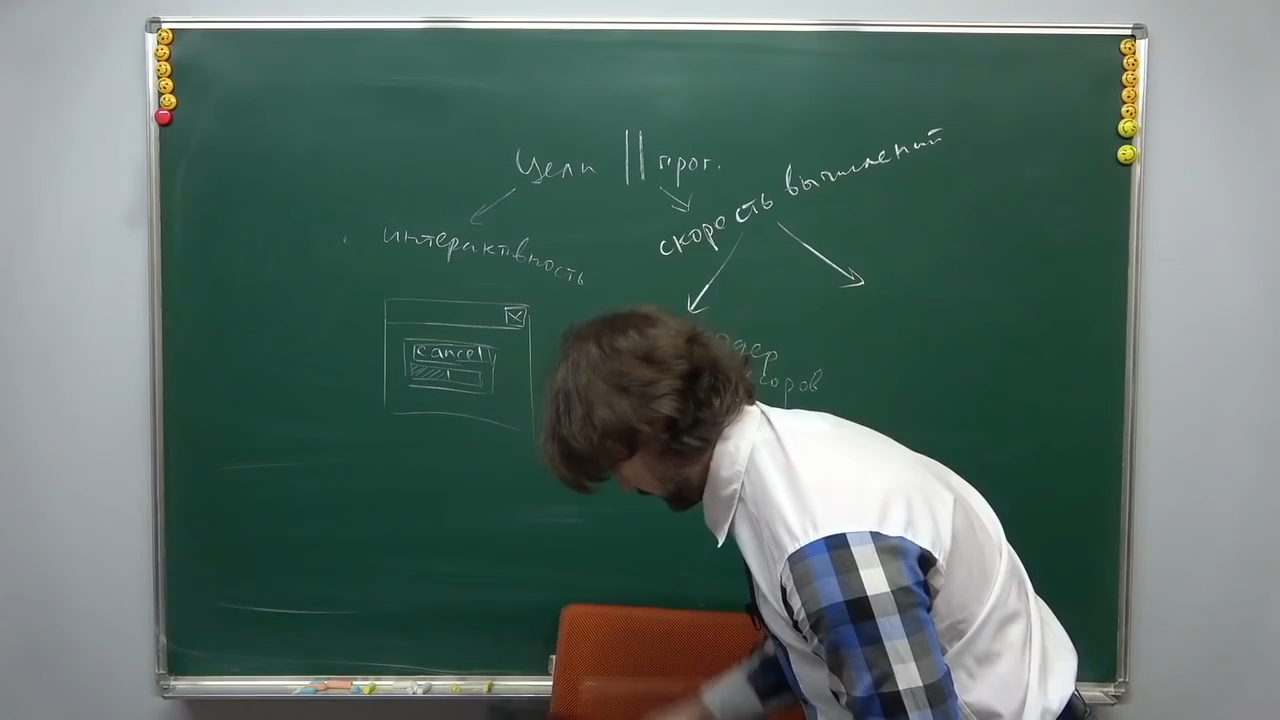 Цели || прог.
скорость вычислений
интерактивность
cancel